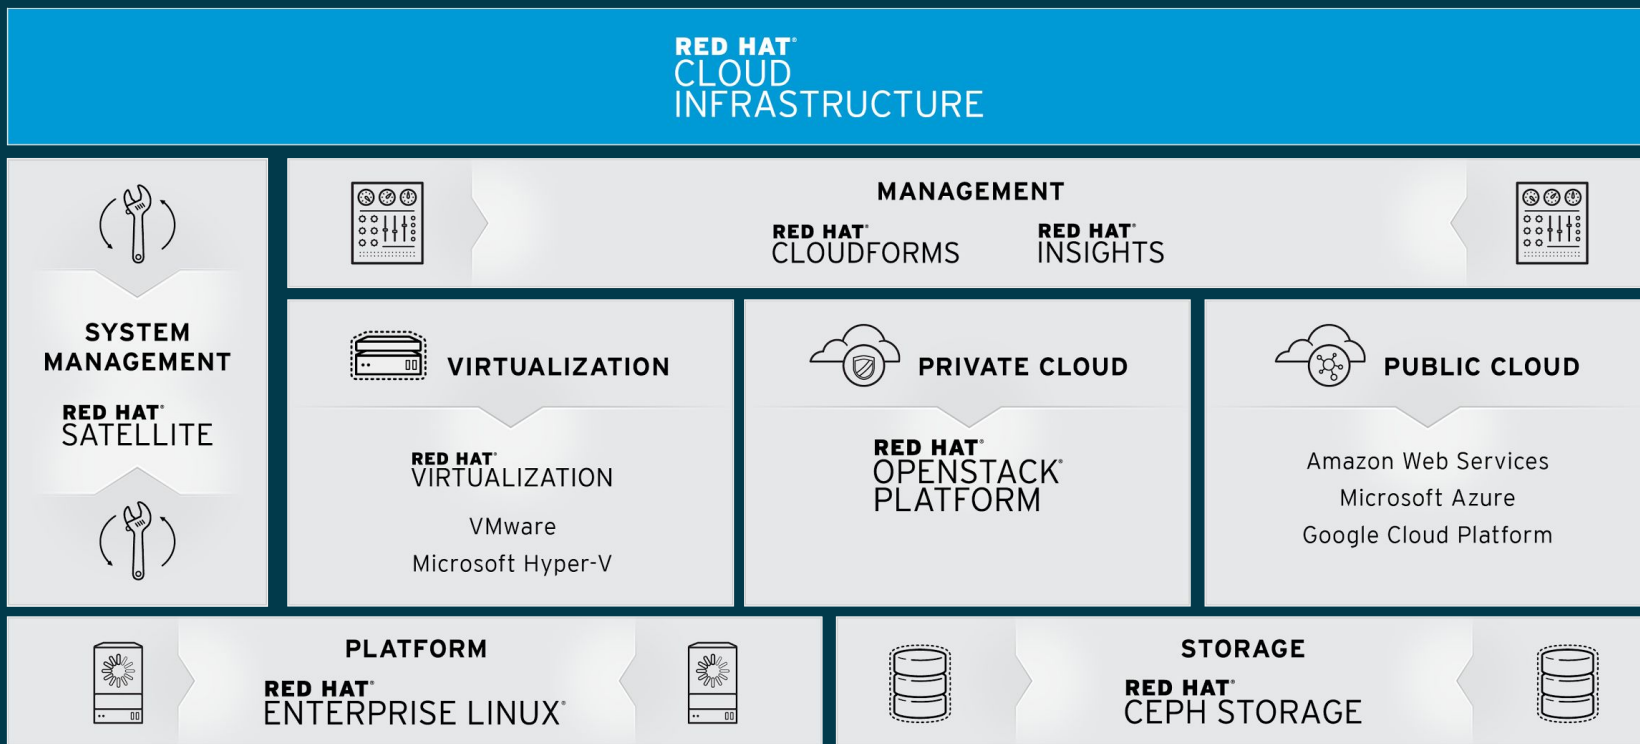 RED HAT®
CLOUD
INFRASTRUCTURE
SYSTEM
MANAGEMENT
RED HAT®
SATELLITE
MANAGEMENT
RED HAT®
CLOUDFORMS
RED HAT®
INSIGHTS
VIRTUALIZATION
RED HAT®
VIRTUALIZATION
VMware
Microsoft Hyper-V
PRIVATE CLOUD
RED HAT®
OPENSTACK®
PLATFORM
PUBLIC CLOUD
Amazon Web Services
Microsoft Azure
Google Cloud Platform
PLATFORM
RED HAT®
ENTERPRISE LINUX®
STORAGE
RED HAT®
CEPH STORAGE